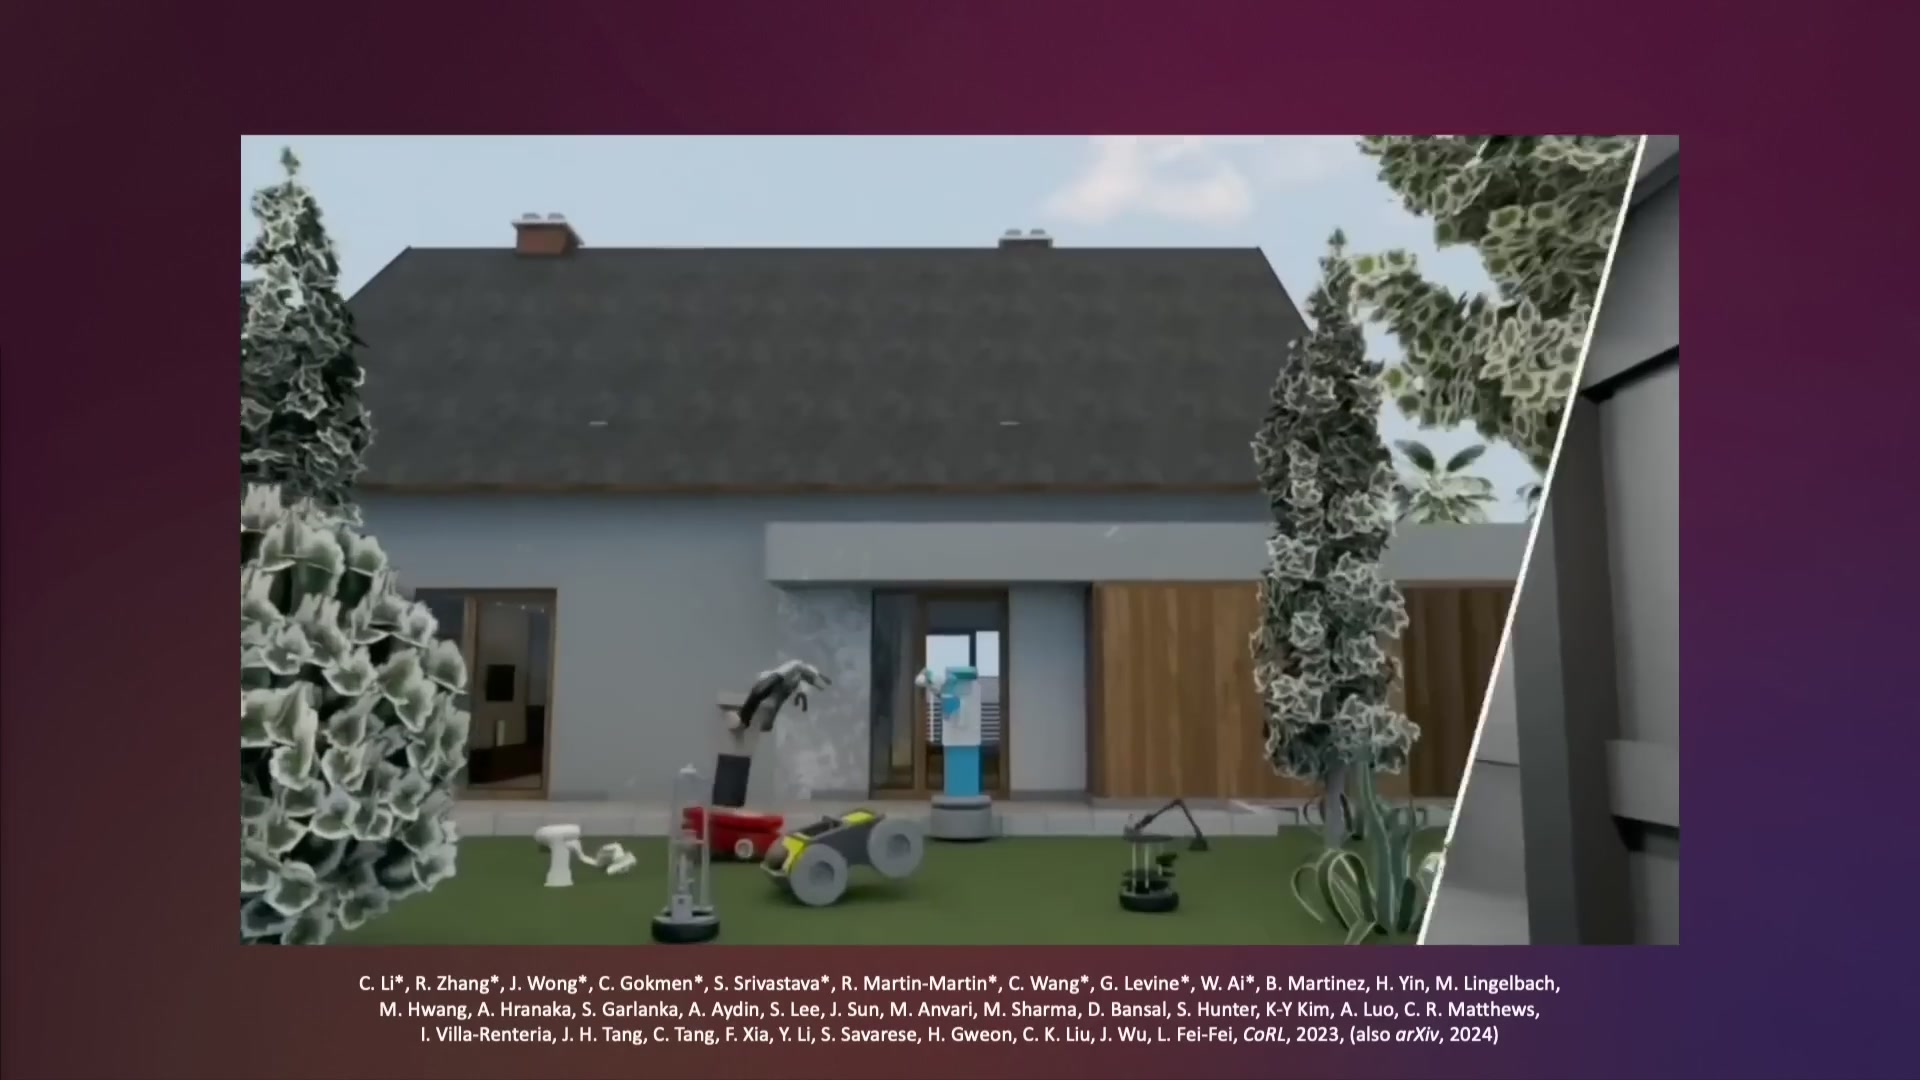 C. Li*, R. Zhang*, J. Wong*, C. Gokmen*, S. Srivastava*, R. Martin-Martin*, C. Wang*, G. Levine*, W. Ai*, B. Martinez, H. Yin, M. Lingelbach,
M. Hwang, A. Hranaka, S. Garlanka, A. Aydin, S. Lee, J. Sun, M. Anvari, M. Sharma, D. Bansal, S. Hunter, K-Y Kim, A. Luo, C. R. Matthews,
I. Villa-Renteria, J. H. Tang, C. Tang, F. Xia, Y. Li, S. Savarese, H. Gweon, C. K. Liu, J. Wu, L. Fei-Fei, CoRL, 2023, (also arXiv, 2024)